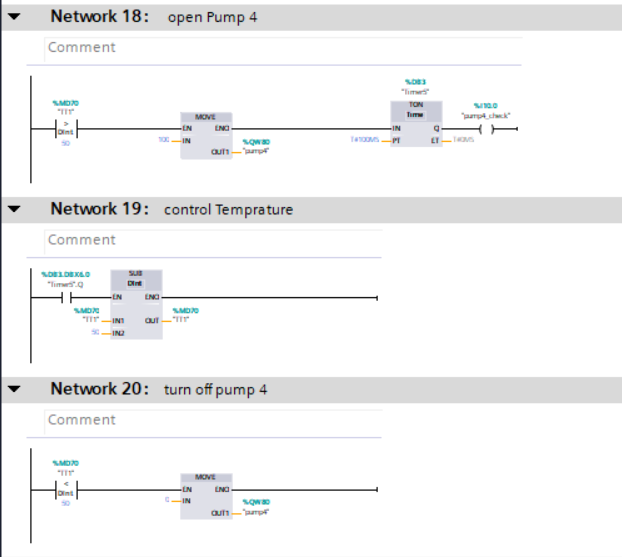 Network 18: open Pump 4
Comment
%MD70
"TT1"
>
DInt
50
MOVE
EN ENO
100 IN
OUT1
%QW80
"pump4"
%DB3
"Timer5"
TON
Time
IN Q
T#100MS PT ET T#0MS
%I10.0
"pump4_check"
Network 19: control Temprature
Comment
%DB3.DBX6.0
"Timer5".Q
SUB
DInt
EN ENO
%MD70
"TT1" IN1
50 IN2
OUT
%MD70
"TT1"
Network 20: turn off pump 4
Comment
%MD70
"TT1"
<
DInt
50
MOVE
EN ENO
0 IN
OUT1
%QW80
"pump4"